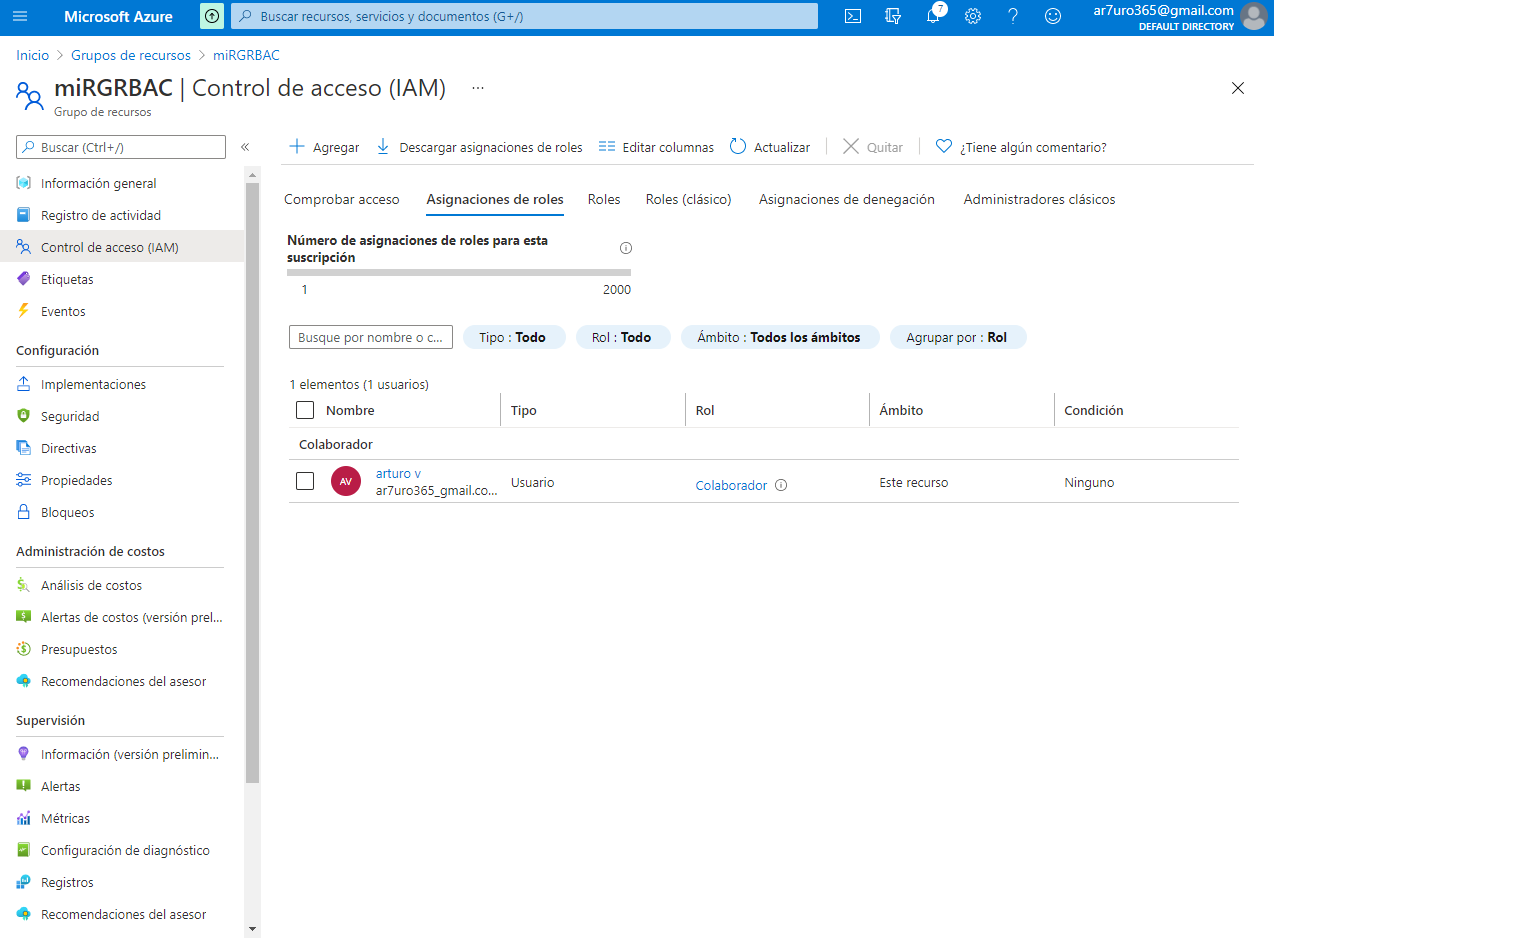 Microsoft Azure
Buscar recursos, servicios y documentos (G+/)
7
ar7uro365@gmail.com
DEFAULT DIRECTORY
Inicio > Grupos de recursos > miRGRBAC
miRGRBAC | Control de acceso (IAM) ...
Grupo de recursos
Buscar (Ctrl+/)
«
Información general
Registro de actividad
Control de acceso (IAM)
Etiquetas
Eventos
Configuración
Implementaciones
Seguridad
Directivas
Propiedades
Bloqueos
Administración de costos
Análisis de costos
Alertas de costos (versión prel...
Presupuestos
Recomendaciones del asesor
Supervisión
Información (versión prelimin...
Alertas
Métricas
Configuración de diagnóstico
Registros
Recomendaciones del asesor
Agregar Descargar asignaciones de roles Editar columnas Actualizar Quitar ¿Tiene algún comentario?
Comprobar acceso Asignaciones de roles Roles Roles (clásico) Asignaciones de denegación Administradores clásicos
Número de asignaciones de roles para esta
suscripción
1 2000
Busque por nombre o c... Tipo : Todo Rol : Todo Ámbito : Todos los ámbitos Agrupar por : Rol
1 elementos (1 usuarios)
Nombre Tipo Rol Ámbito Condición
Colaborador
AV arturo v
ar7uro365_gmail.co... Usuario Colaborador Este recurso Ninguno